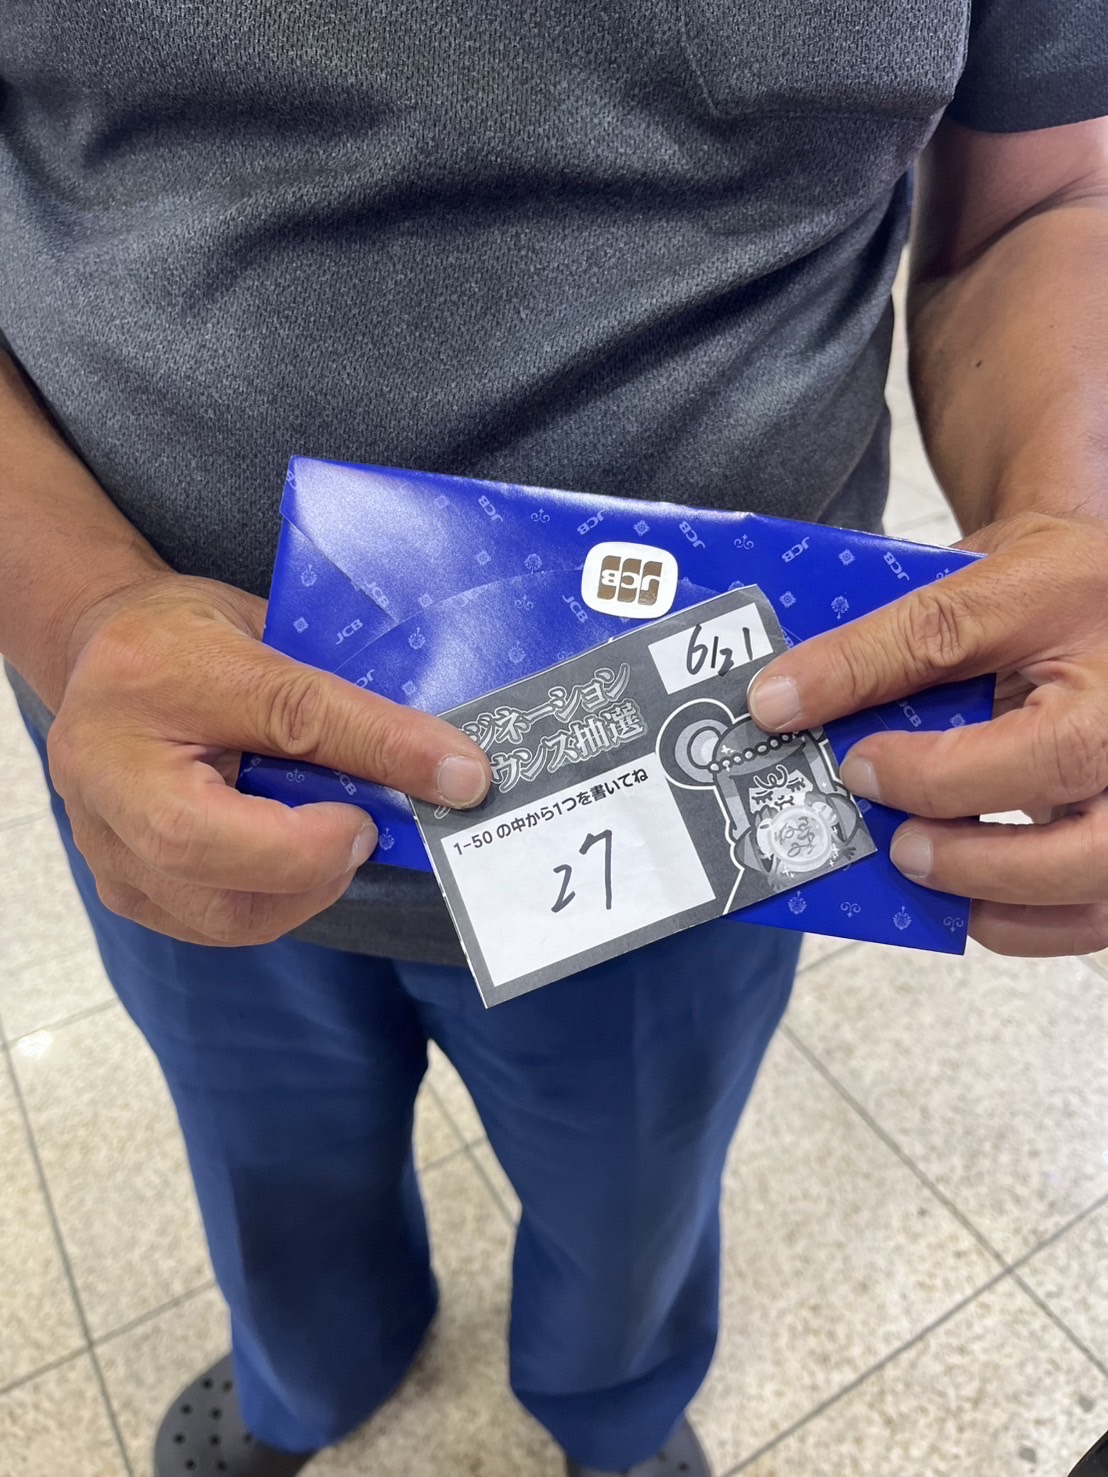 JCB
6/21
ジネーション
ウンス抽選
1-50 の中から1つを書いてね
27